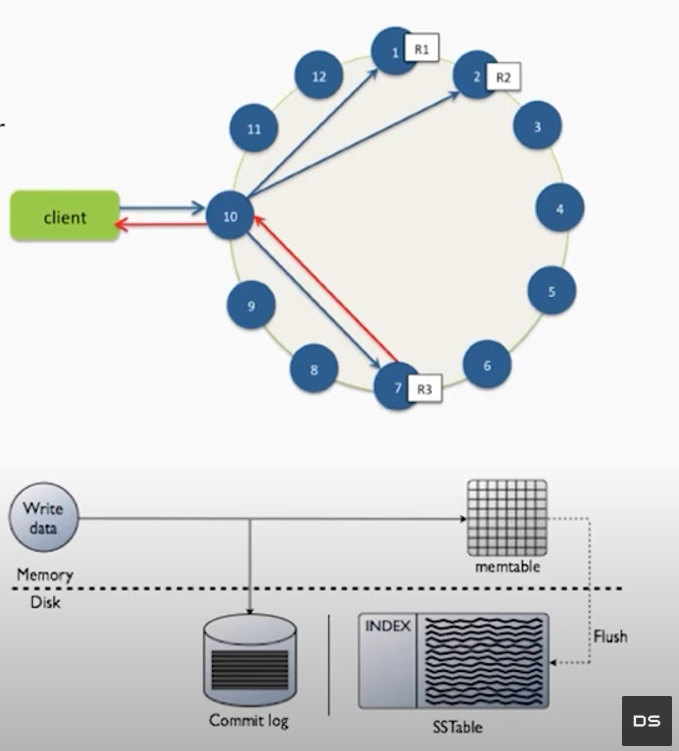 1
R1
2
R2
12
3
11
r
client
10
4
9
5
8
6
7
R3
Write
data
memtable
Memory
Disk
INDEX
Flush
Commit log
SSTable
DS